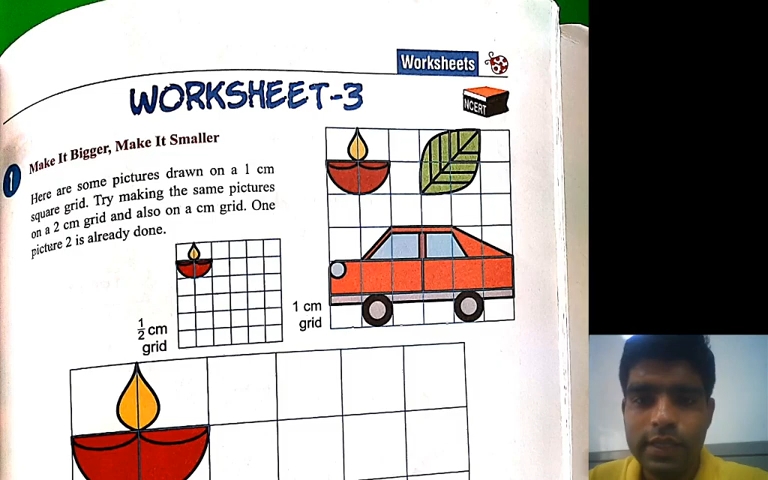 Worksheets
WORKSHEET-3
NCERT
1
Make It Bigger, Make It Smaller
Here are some pictures drawn on a 1 cm
square grid. Try making the same pictures
on a 2 cm grid and also on a cm grid. One
picture 2 is already done.
1/2 cm
grid
1 cm
grid